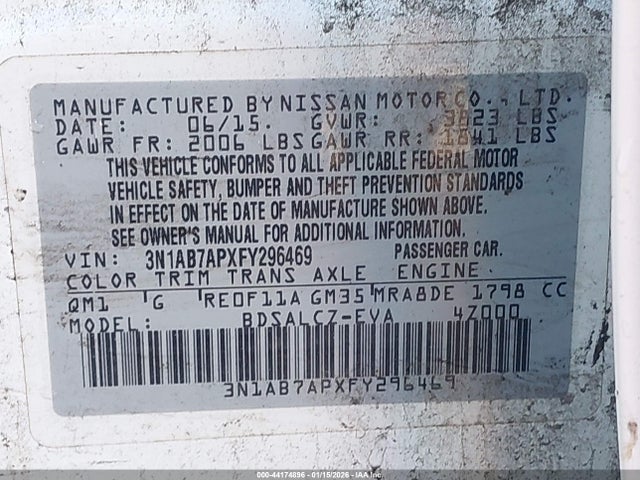 MANUFACTURED BY NISSAN MOTOR CO., LTD.
DATE: 06/15. GVWR: 3823 LBS
GAWR FR: 2006 LBS GAWR RR: 1841 LBS
THIS VEHICLE CONFORMS TO ALL APPLICABLE FEDERAL MOTOR
VEHICLE SAFETY, BUMPER AND THEFT PREVENTION STANDARDS
IN EFFECT ON THE DATE OF MANUFACTURE SHOWN ABOVE.
SEE OWNER'S MANUAL FOR ADDITIONAL INFORMATION.
VIN: 3N1AB7APXFY296469 PASSENGER CAR.
COLOR TRIM TRANS AXLE ENGINE
QM1 G RE0F11A GM35 MRA8DE 1798 CC
MODEL: BDSALCZ-EVA 4Z000
3N1AB7APXFY296469
000-44174896 - 01/15/2026 - IAA Inc.